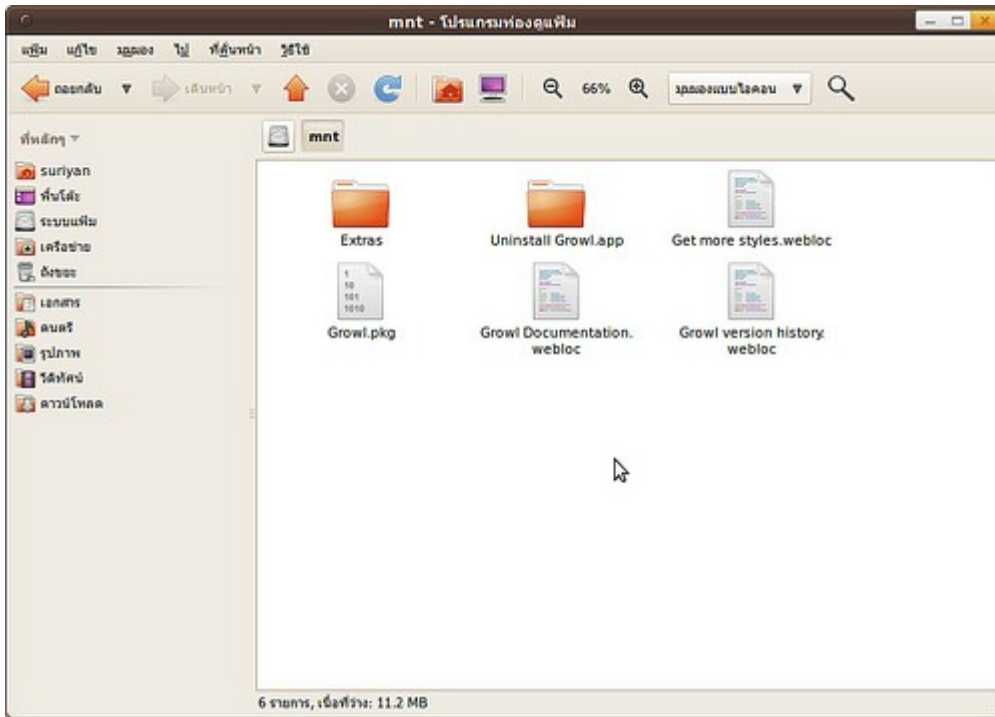 mnt - โปรแกรมท่องดูแฟ้ม
แฟ้ม แก้ไข มุมมอง ไป ที่คั่นหน้า วิธีใช้
ถอยกลับ เดินหน้า 66% มุมมองแบบไอคอน
ที่หลักๆ mnt
suriyan
พื้นโต๊ะ
ระบบแฟ้ม
เครือข่าย
ถังขยะ
เอกสาร
ดนตรี
รูปภาพ
วีดิทัศน์
ดาวน์โหลด
Extras Uninstall Growl.app Get more styles.webloc
1
10
101
1010
Growl.pkg Growl Documentation. Growl version history.
webloc webloc
6 รายการ, เนื้อที่ว่าง: 11.2 MB